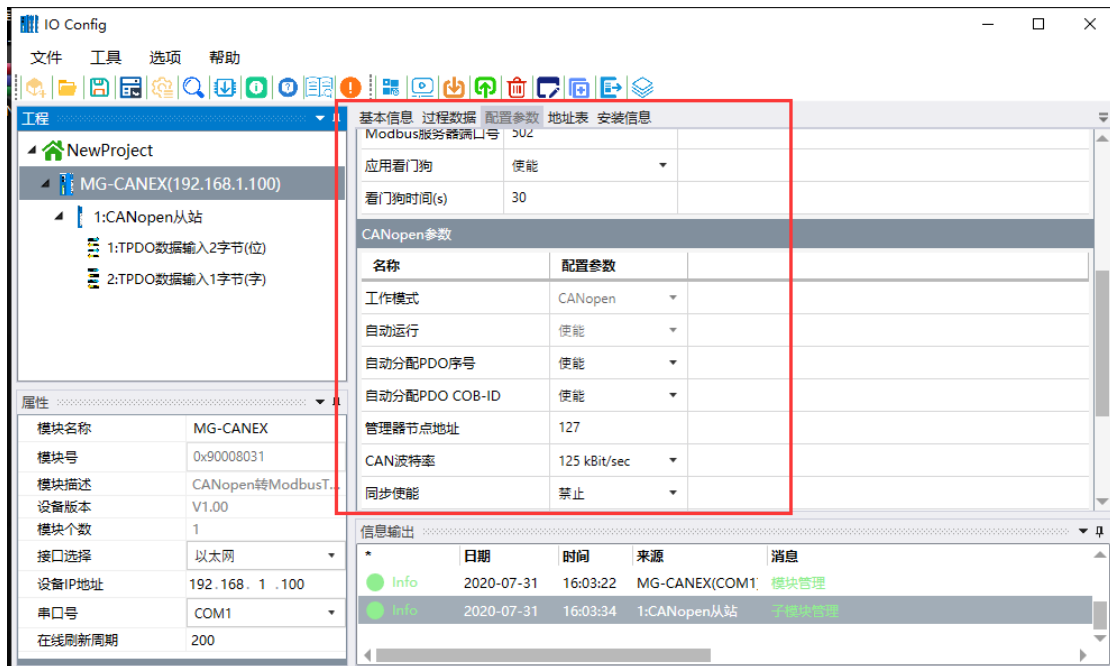 IO Config
文件 工具 选项 帮助
工程
NewProject
MG-CANEX(192.168.1.100)
1:CANopen从站
1:TPDO数据输入2字节(位)
2:TPDO数据输入1字节(字)
属性
模块名称 MG-CANEX
模块号 0x90008031
模块描述 CANopen转ModbusT...
设备版本 V1.00
模块个数 1
接口选择 以太网
设备IP地址 192.168. 1 .100
串口号 COM1
在线刷新周期 200
基本信息 过程数据 配置参数 地址表 安装信息
Modbus服务器端口号 502
应用看门狗 使能
看门狗时间(s) 30
CANopen参数
名称 配置参数
工作模式 CANopen
自动运行 使能
自动分配PDO序号 使能
自动分配PDO COB-ID 使能
管理器节点地址 127
CAN波特率 125 kBit/sec
同步使能 禁止
信息输出
* 日期 时间 来源 消息
Info 2020-07-31 16:03:22 MG-CANEX(COM1) 模块管理
Info 2020-07-31 16:03:34 1:CANopen从站 子模块管理